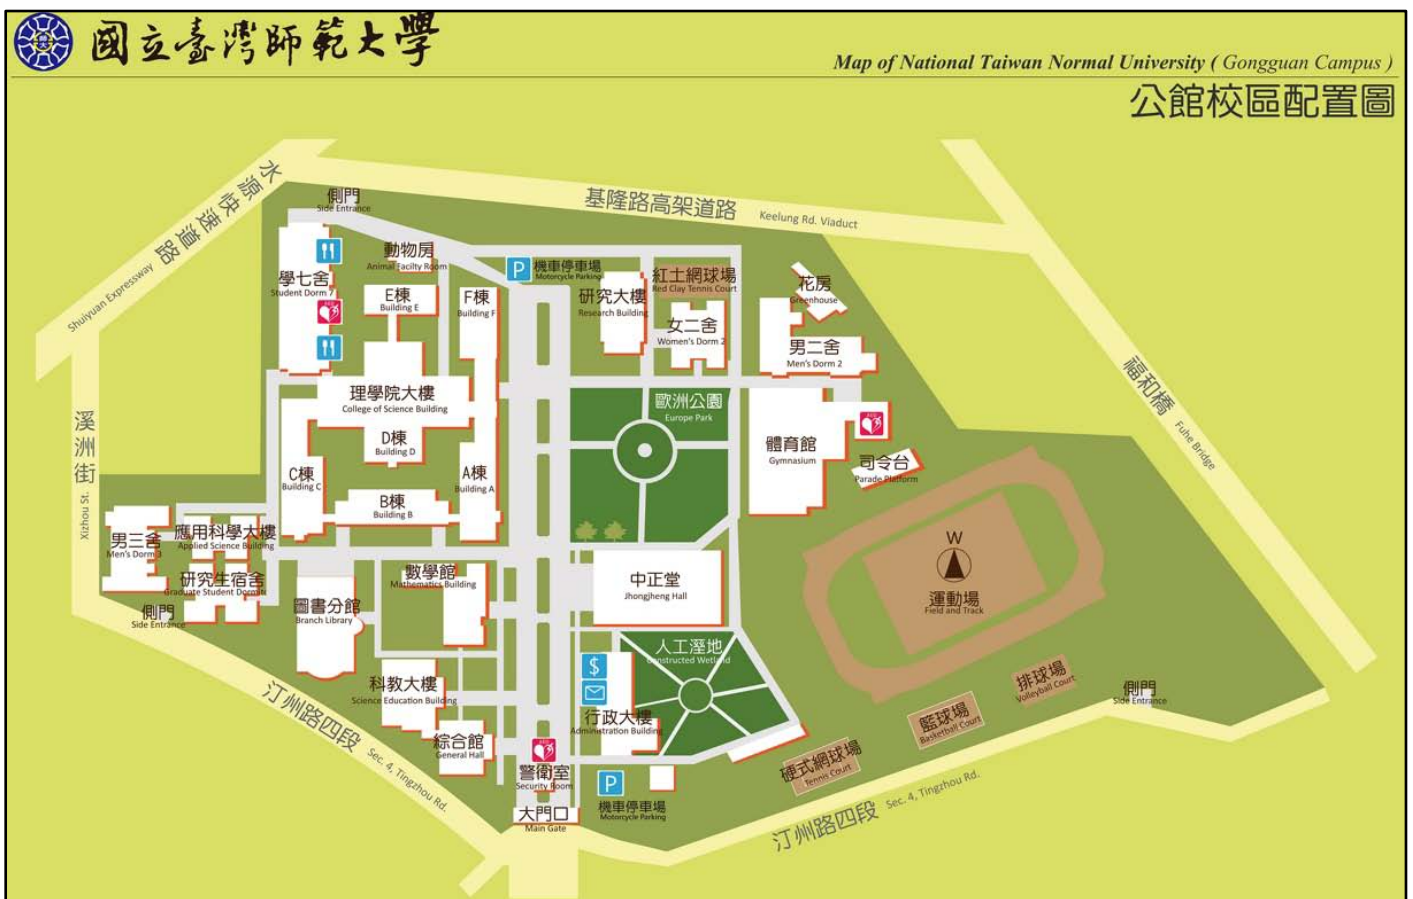 國立臺灣師範大學
Map of National Taiwan Normal University ( Gongguan Campus )
公館校區配置圖
水源快速道路
Shuiyuan Expressway
基隆路高架道路 Keelung Rd. Viaduct
側門
Side Entrance
動物房
Animal Facilty Room
P 機車停車場
Motorcycle Parking
學七舍
Student Dorm 7
AED
E棟
Building E
F棟
Building F
研究大樓
Research Building
紅土網球場
Red Clay Tennis Court
女二舍
Women's Dorm 2
花房
Greenhouse
男二舍
Men's Dorm 2
福和橋
Fuhe Bridge
理學院大樓
College of Science Building
歐洲公園
Europe Park
溪洲街
Xizhou St.
D棟
Building D
C棟
Building C
A棟
Building A
B棟
Building B
體育館
Gymnasium
AED
司令台
Parade Platform
男三舍
Men's Dorm 3
應用科學大樓
Applied Science Building
研究生宿舍
Graduate Student Dormit
側門
Side Entrance
圖書分館
Branch Library
數學館
Mathematics Building
中正堂
Jhongjheng Hall
W
運動場
Field and Track
人工溼地
Constructed Wetland
科教大樓
Science Education Building
$
行政大樓
Administration Building
排球場
Volleyball Court
側門
Side Entrance
籃球場
Basketball Court
硬式網球場
Tennis Court
綜合館
General Hall
AED
警衛室
Security Room
P
機車停車場
Motorcycle Parking
大門口
Main Gate
汀州路四段 Sec. 4, Tingzhou Rd.
汀州路四段 Sec. 4, Tingzhou Rd.